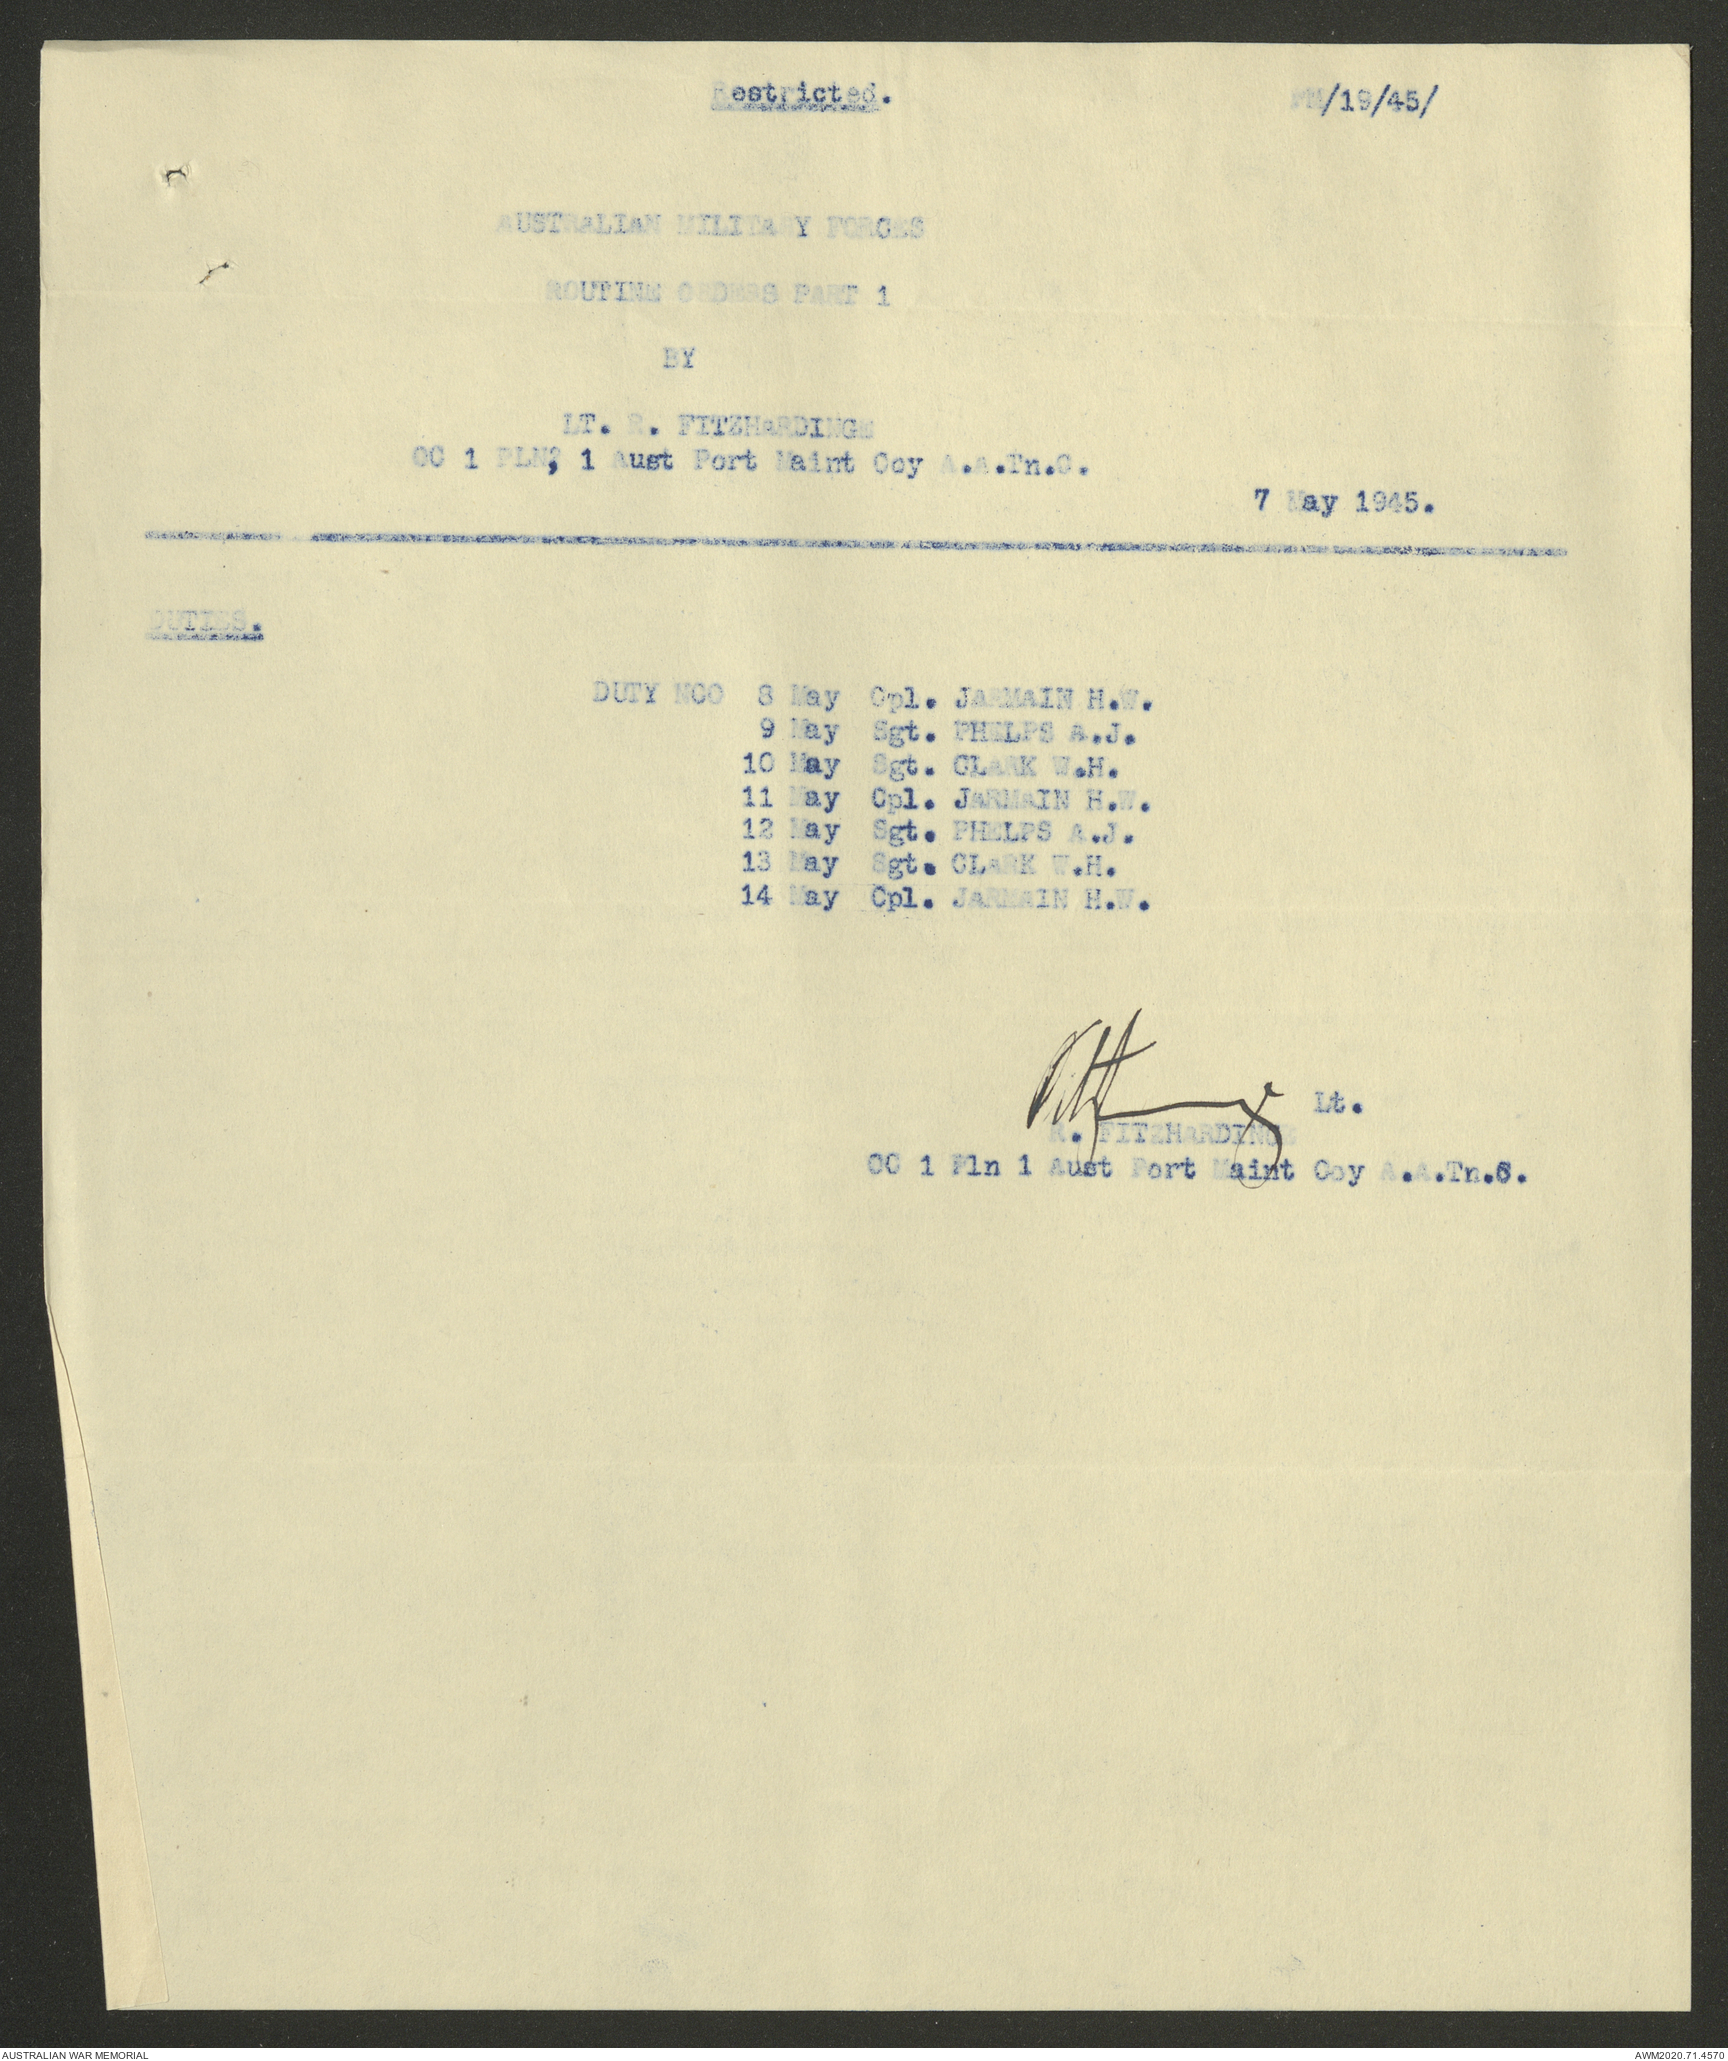 Restricted. PM/19/45/
AUSTRALIAN MILITARY FORCES
ROUTINE ORDERS PART 1
BY
LT. R. FITZHARDINGE
OC 1 PLN, 1 Aust Port Maint Coy A.A.Tn.C.
7 May 1945.
DUTIES.
DUTY NCO 8 May Cpl. JARMAIN H.W.
9 May Sgt. PHELPS A.J.
10 May Sgt. CLARK W.H.
11 May Cpl. JARMAIN H.W.
12 May Sgt. PHELPS A.J.
13 May Sgt. CLARK W.H.
14 May Cpl. JARMAIN H.W.
Fitzhardinge Lt.
R. FITZHARDINGE
OC 1 Pln 1 Aust Port Maint Coy A.A.Tn.C.
AUSTRALIAN WAR MEMORIAL AWM2020.71.4570